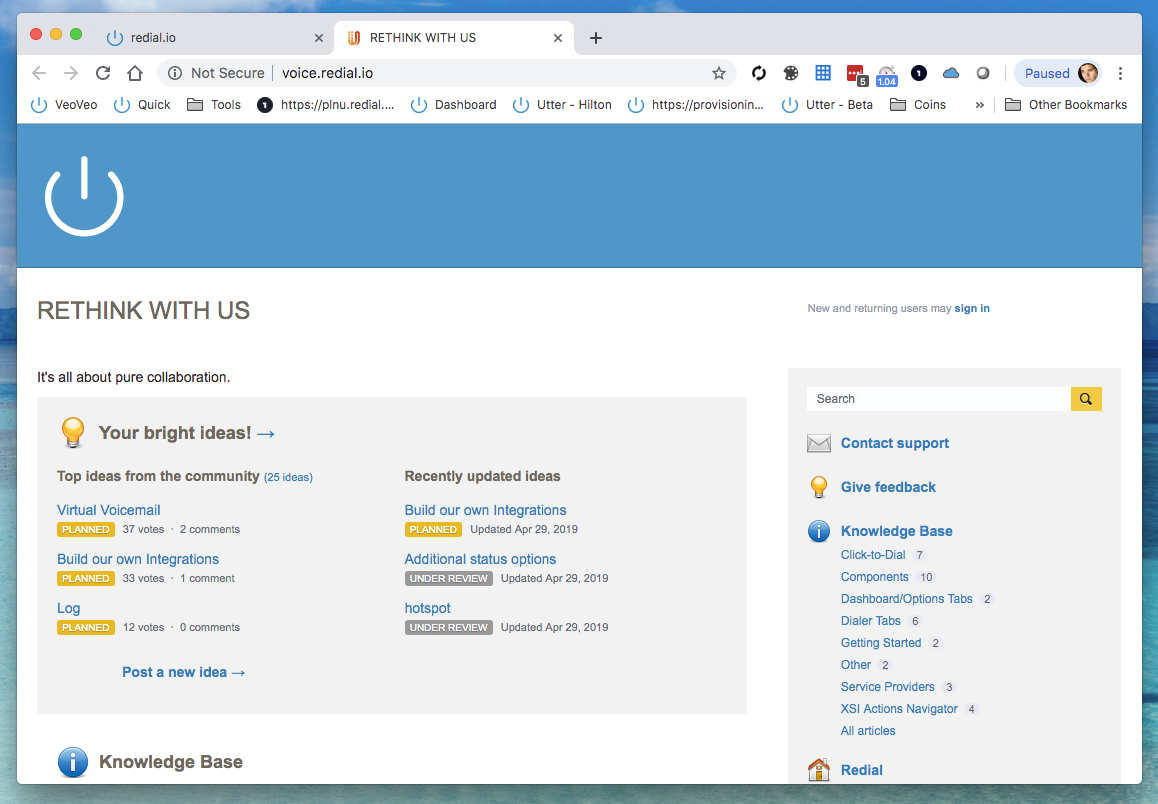 redial.io
RETHINK WITH US
Not Secure
voice.redial.io
5
1.04
1
Paused
VeoVeo
Quick
Tools
1
https://plnu.redial....
Dashboard
Utter - Hilton
https://provisionin...
Utter - Beta
Coins
»
Other Bookmarks
RETHINK WITH US
New and returning users may sign in
It's all about pure collaboration.
Your bright ideas! →
Top ideas from the community (25 ideas)
Virtual Voicemail
PLANNED 37 votes · 2 comments
Build our own Integrations
PLANNED 33 votes · 1 comment
Log
PLANNED 12 votes · 0 comments
Post a new idea →
Recently updated ideas
Build our own Integrations
PLANNED Updated Apr 29, 2019
Additional status options
UNDER REVIEW Updated Apr 29, 2019
hotspot
UNDER REVIEW Updated Apr 29, 2019
Knowledge Base
Search
Contact support
Give feedback
Knowledge Base
Click-to-Dial 7
Components 10
Dashboard/Options Tabs 2
Dialer Tabs 6
Getting Started 2
Other 2
Service Providers 3
XSI Actions Navigator 4
All articles
Redial